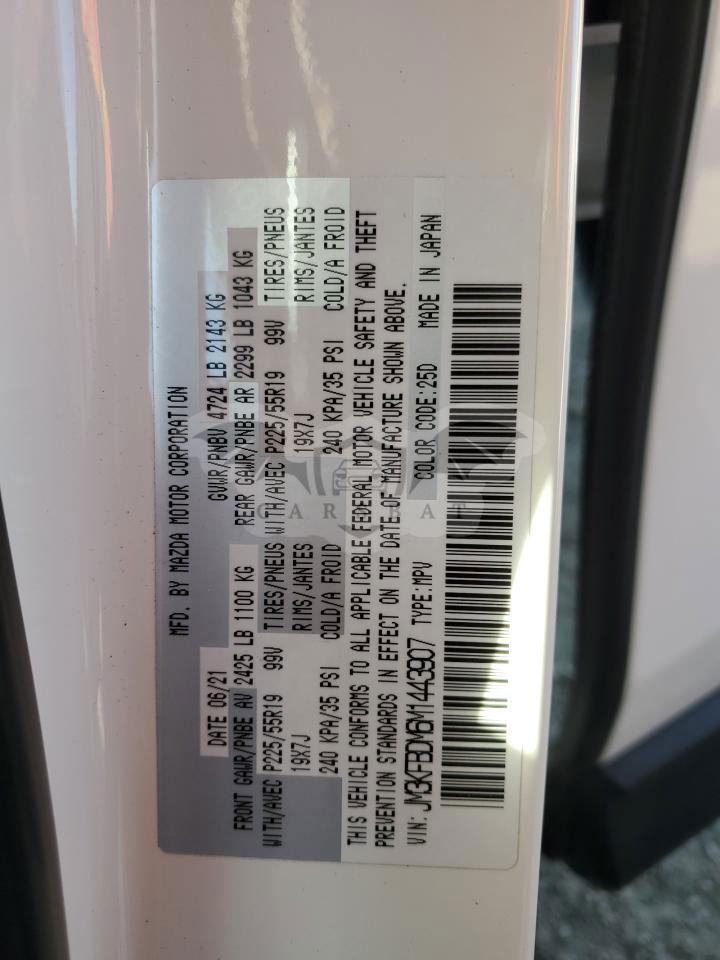 MFD. BY MAZDA MOTOR CORPORATION
DATE 06/21 GVWR/PNBV 4724 LB 2143 KG
FRONT GAWR/PNBE AV 2425 LB 1100 KG REAR GAWR/PNBE AR 2299 LB 1043 KG
WITH/AVEC P225/55R19 99V TIRES/PNEUS WITH/AVEC P225/55R19 99V TIRES/PNEUS
19X7J RIMS/JANTES 19X7J RIMS/JANTES
240 KPA/35 PSI COLD/A FROID 240 KPA/35 PSI COLD/A FROID
THIS VEHICLE CONFORMS TO ALL APPLICABLE FEDERAL MOTOR VEHICLE SAFETY AND THEFT
PREVENTION STANDARDS IN EFFECT ON THE DATE OF MANUFACTURE SHOWN ABOVE.
VIN: JM3KFBDM6M1443907 TYPE:MPV COLOR CODE:25D MADE IN JAPAN
CAR BAT